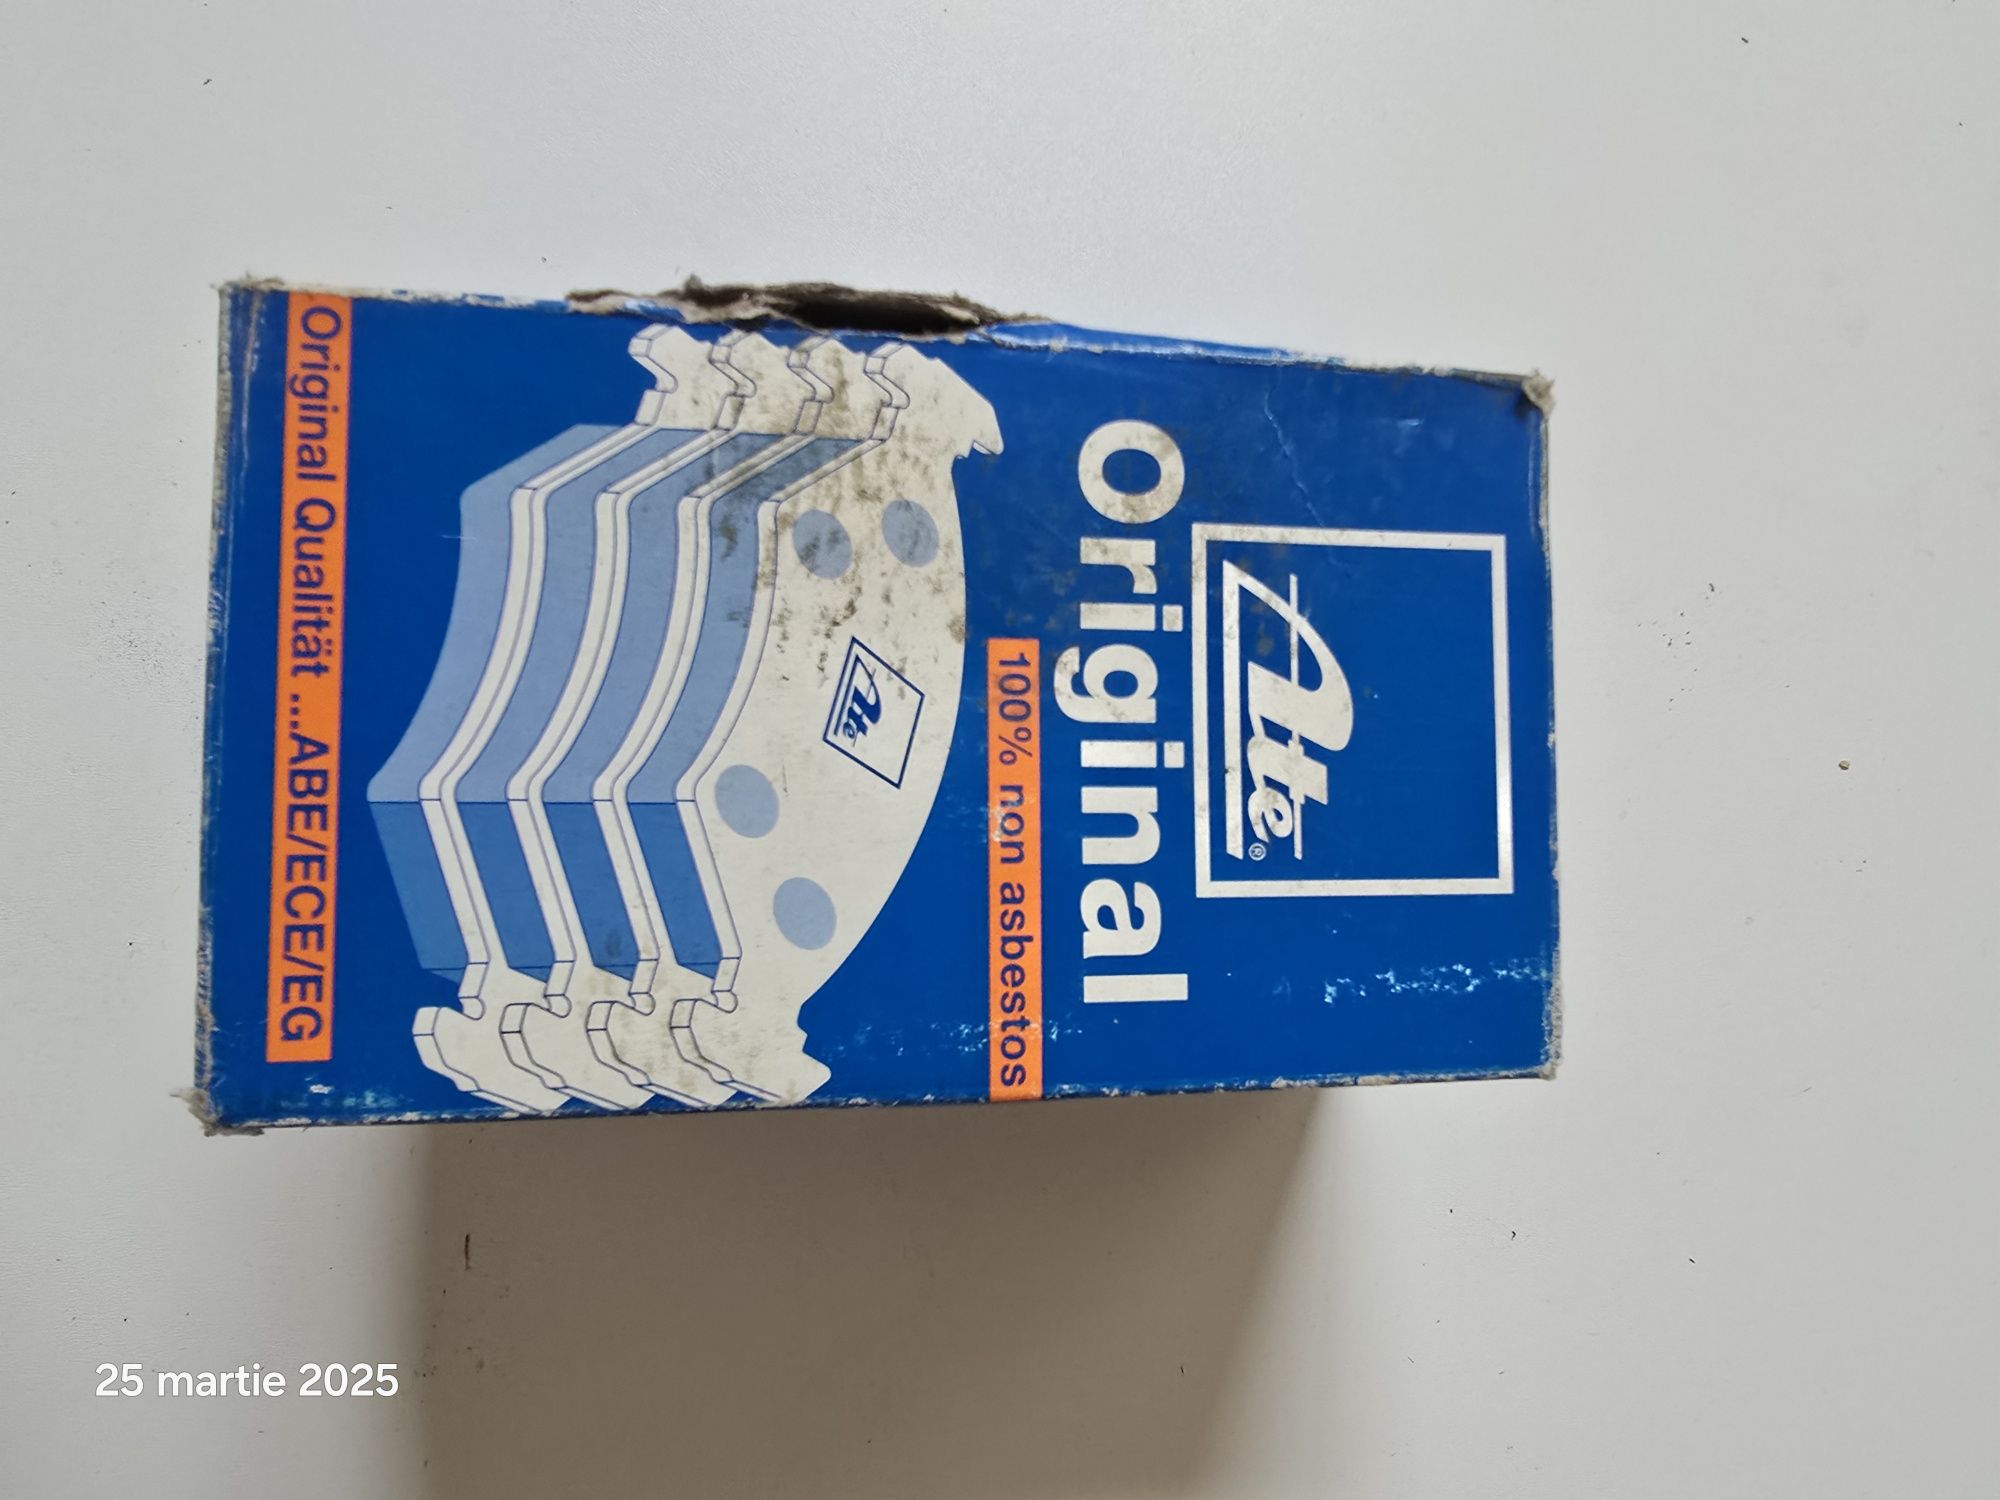 Ate®
original
100% non asbestos
Ate
Original Qualität ...ABE/ECE/EG
25 martie 2025